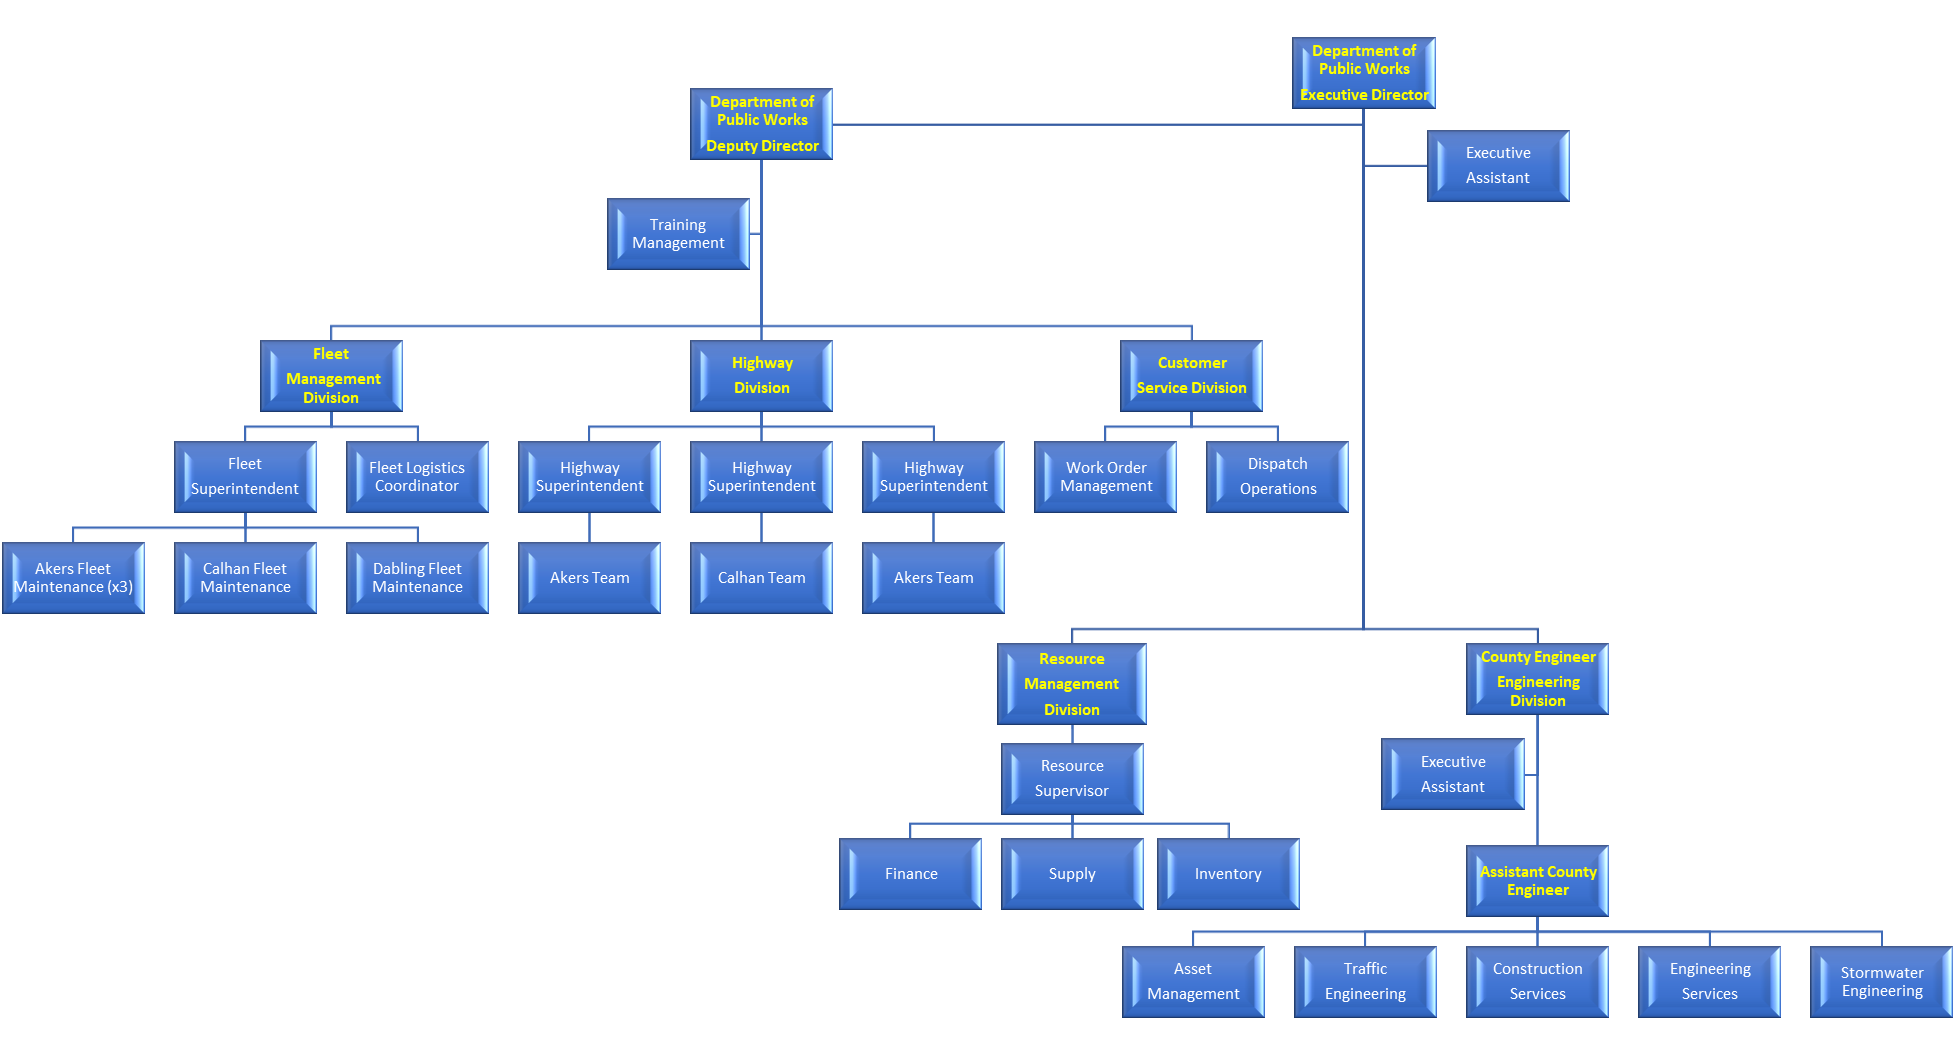 Department of
Public Works
Executive Director
Department of
Public Works
Deputy Director
Executive
Assistant
Training
Management
Fleet
Management
Division
Highway
Division
Customer
Service Division
Fleet
Superintendent
Fleet Logistics
Coordinator
Highway
Superintendent
Highway
Superintendent
Highway
Superintendent
Work Order
Management
Dispatch
Operations
Akers Fleet
Maintenance (x3)
Calhan Fleet
Maintenance
Dabling Fleet
Maintenance
Akers Team
Calhan Team
Akers Team
Resource
Management
Division
County Engineer
Engineering
Division
Resource
Supervisor
Executive
Assistant
Finance
Supply
Inventory
Assistant County
Engineer
Asset
Management
Traffic
Engineering
Construction
Services
Engineering
Services
Stormwater
Engineering